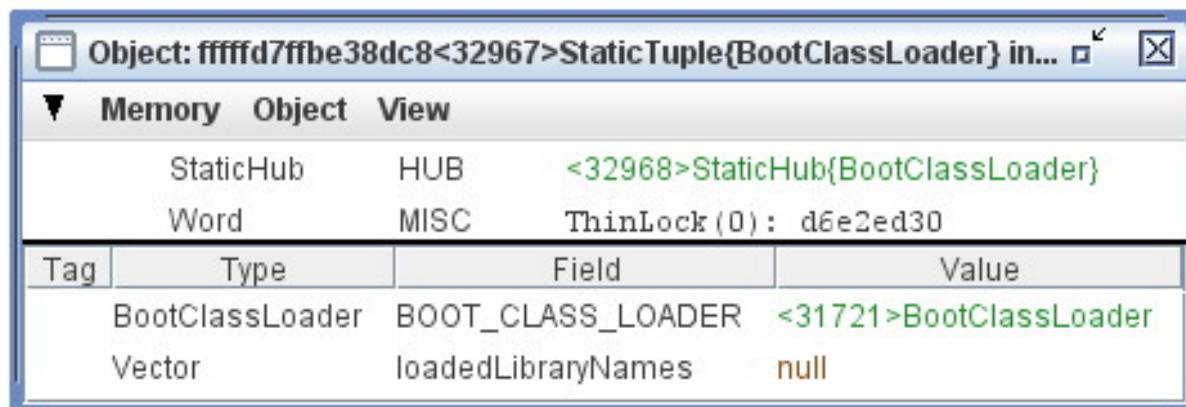 Object: fffffd7ffbe38dc8<32967>StaticTuple{BootClassLoader} in...
Memory Object View
StaticHub HUB <32968>StaticHub{BootClassLoader}
Word MISC ThinLock(0): d6e2ed30
Tag Type Field Value
BootClassLoader BOOT_CLASS_LOADER <31721>BootClassLoader
Vector loadedLibraryNames null